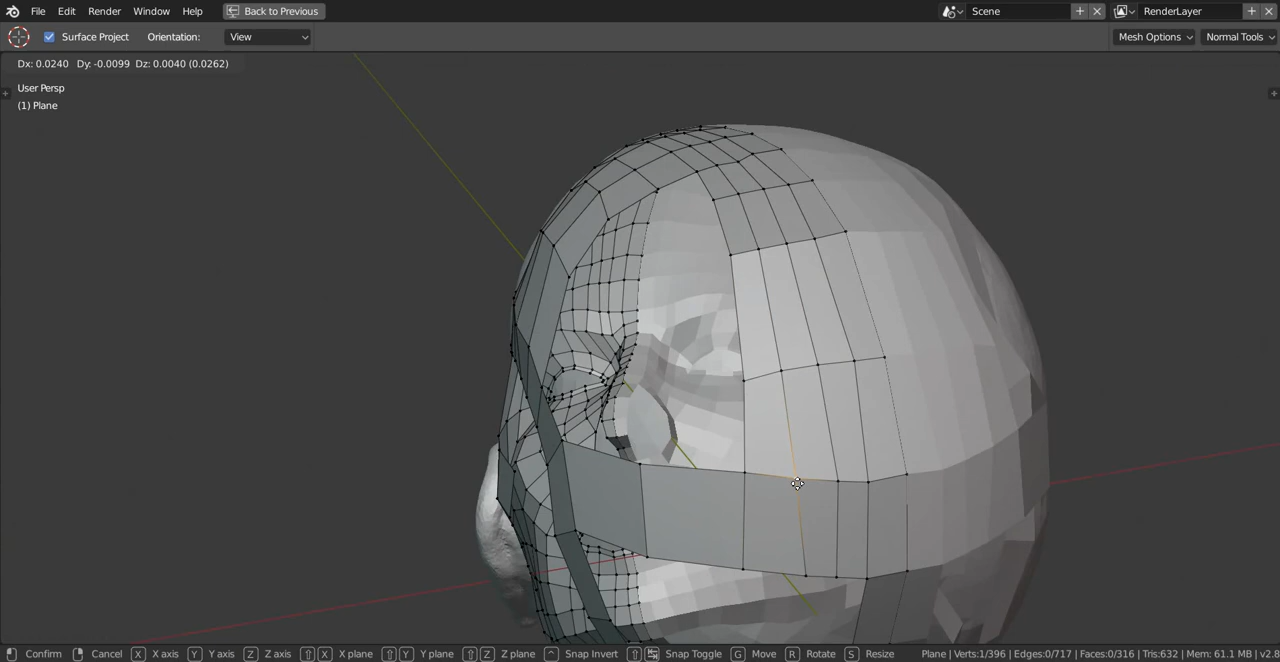 File Edit Render Window Help Back to Previous Scene RenderLayer
Surface Project Orientation: View Mesh Options Normal Tools
Dx: 0.0240 Dy: -0.0099 Dz: 0.0040 (0.0262)
User Persp
(1) Plane
Confirm Cancel X X axis Y Y axis Z Z axis X X plane Y Y plane Z Z plane ^ Snap Invert Snap Toggle G Move R Rotate S Resize Plane | Verts:1/396 | Edges:0/717 | Faces:0/316 | Tris:632 | Mem: 61.1 MB | v2.8